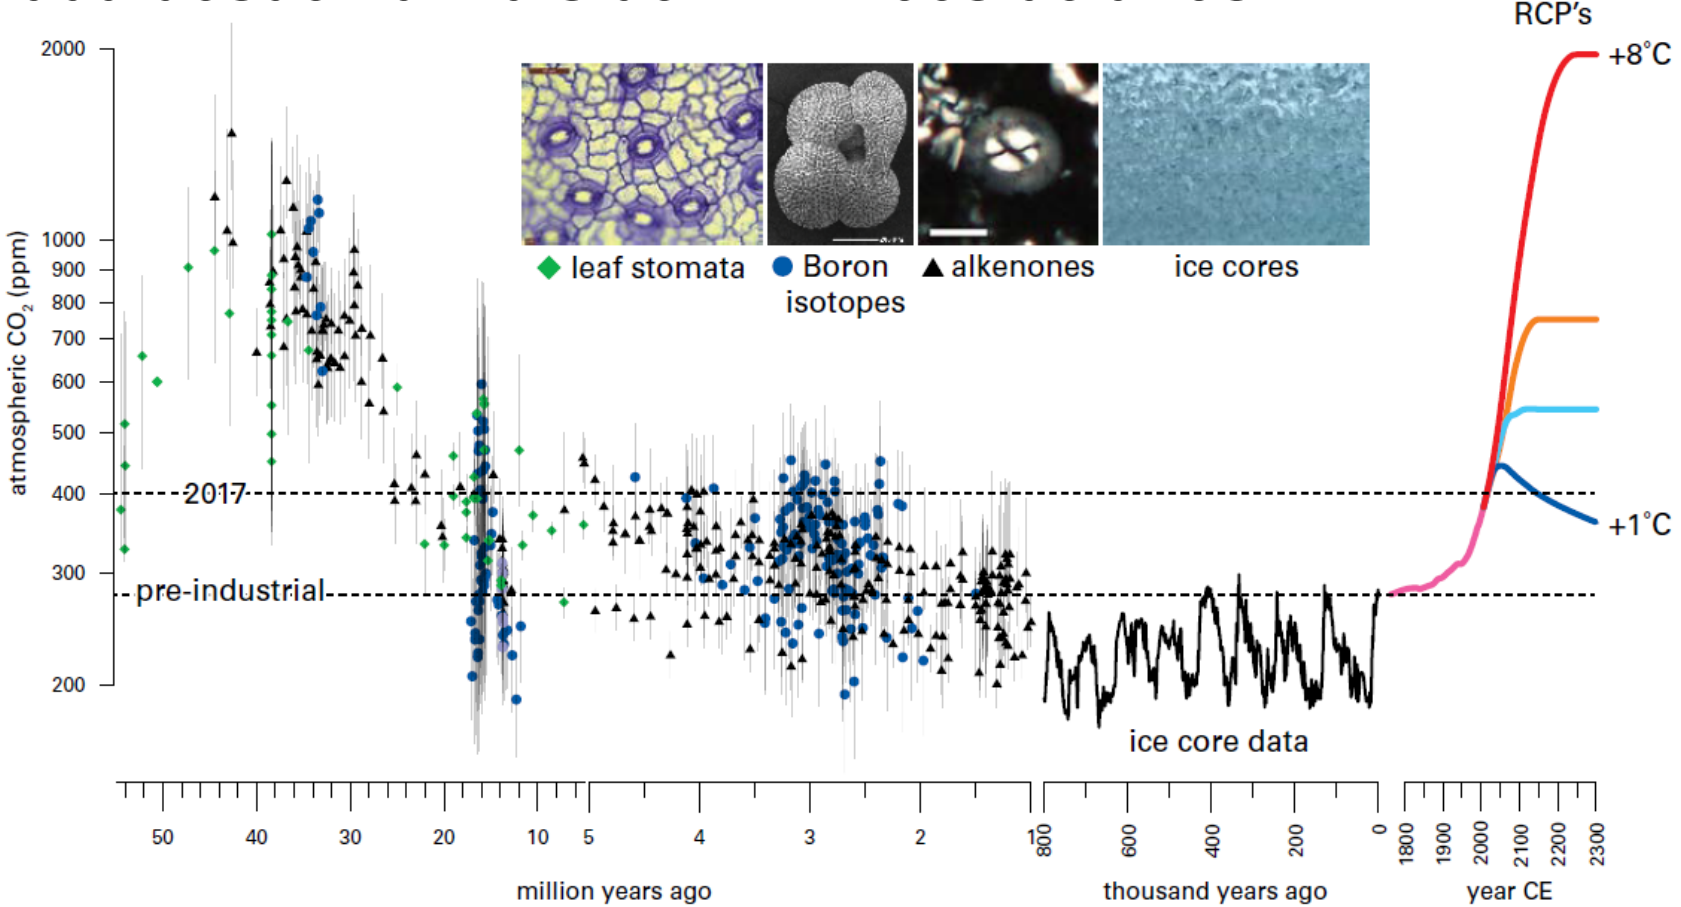 RCP's
2000
1000
900
800
700
600
500
400
300
200
atmospheric CO₂ (ppm)
leaf stomata
Boron
isotopes
alkenones
ice cores
+8°C
+1°C
2017
pre-industrial
ice core data
50
40
30
20
10
5
4
3
2
1
800
600
400
200
0
1800
1900
2000
2100
2200
2300
million years ago
thousand years ago
year CE